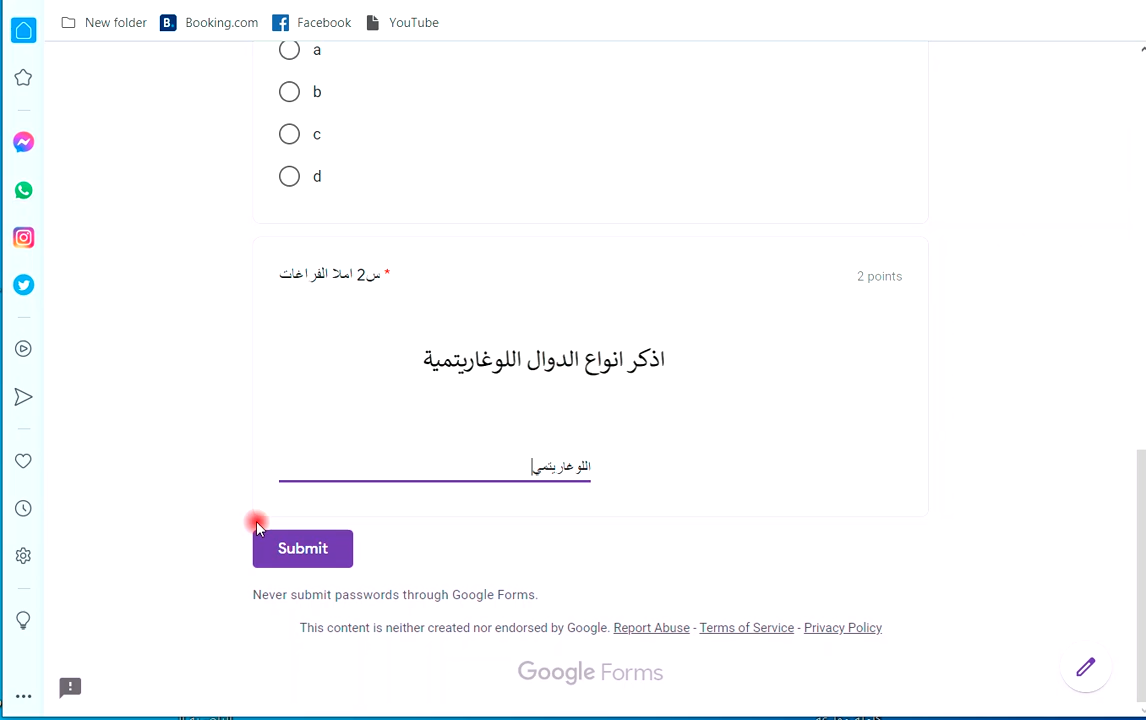 New folder
Booking.com
Facebook
YouTube
a
b
c
d
س2 املا الفراغات *
2 points
اذكر انواع الدوال اللوغاريتمية
اللوغاريتمي
Submit
Never submit passwords through Google Forms.
This content is neither created nor endorsed by Google. Report Abuse - Terms of Service - Privacy Policy
Google Forms